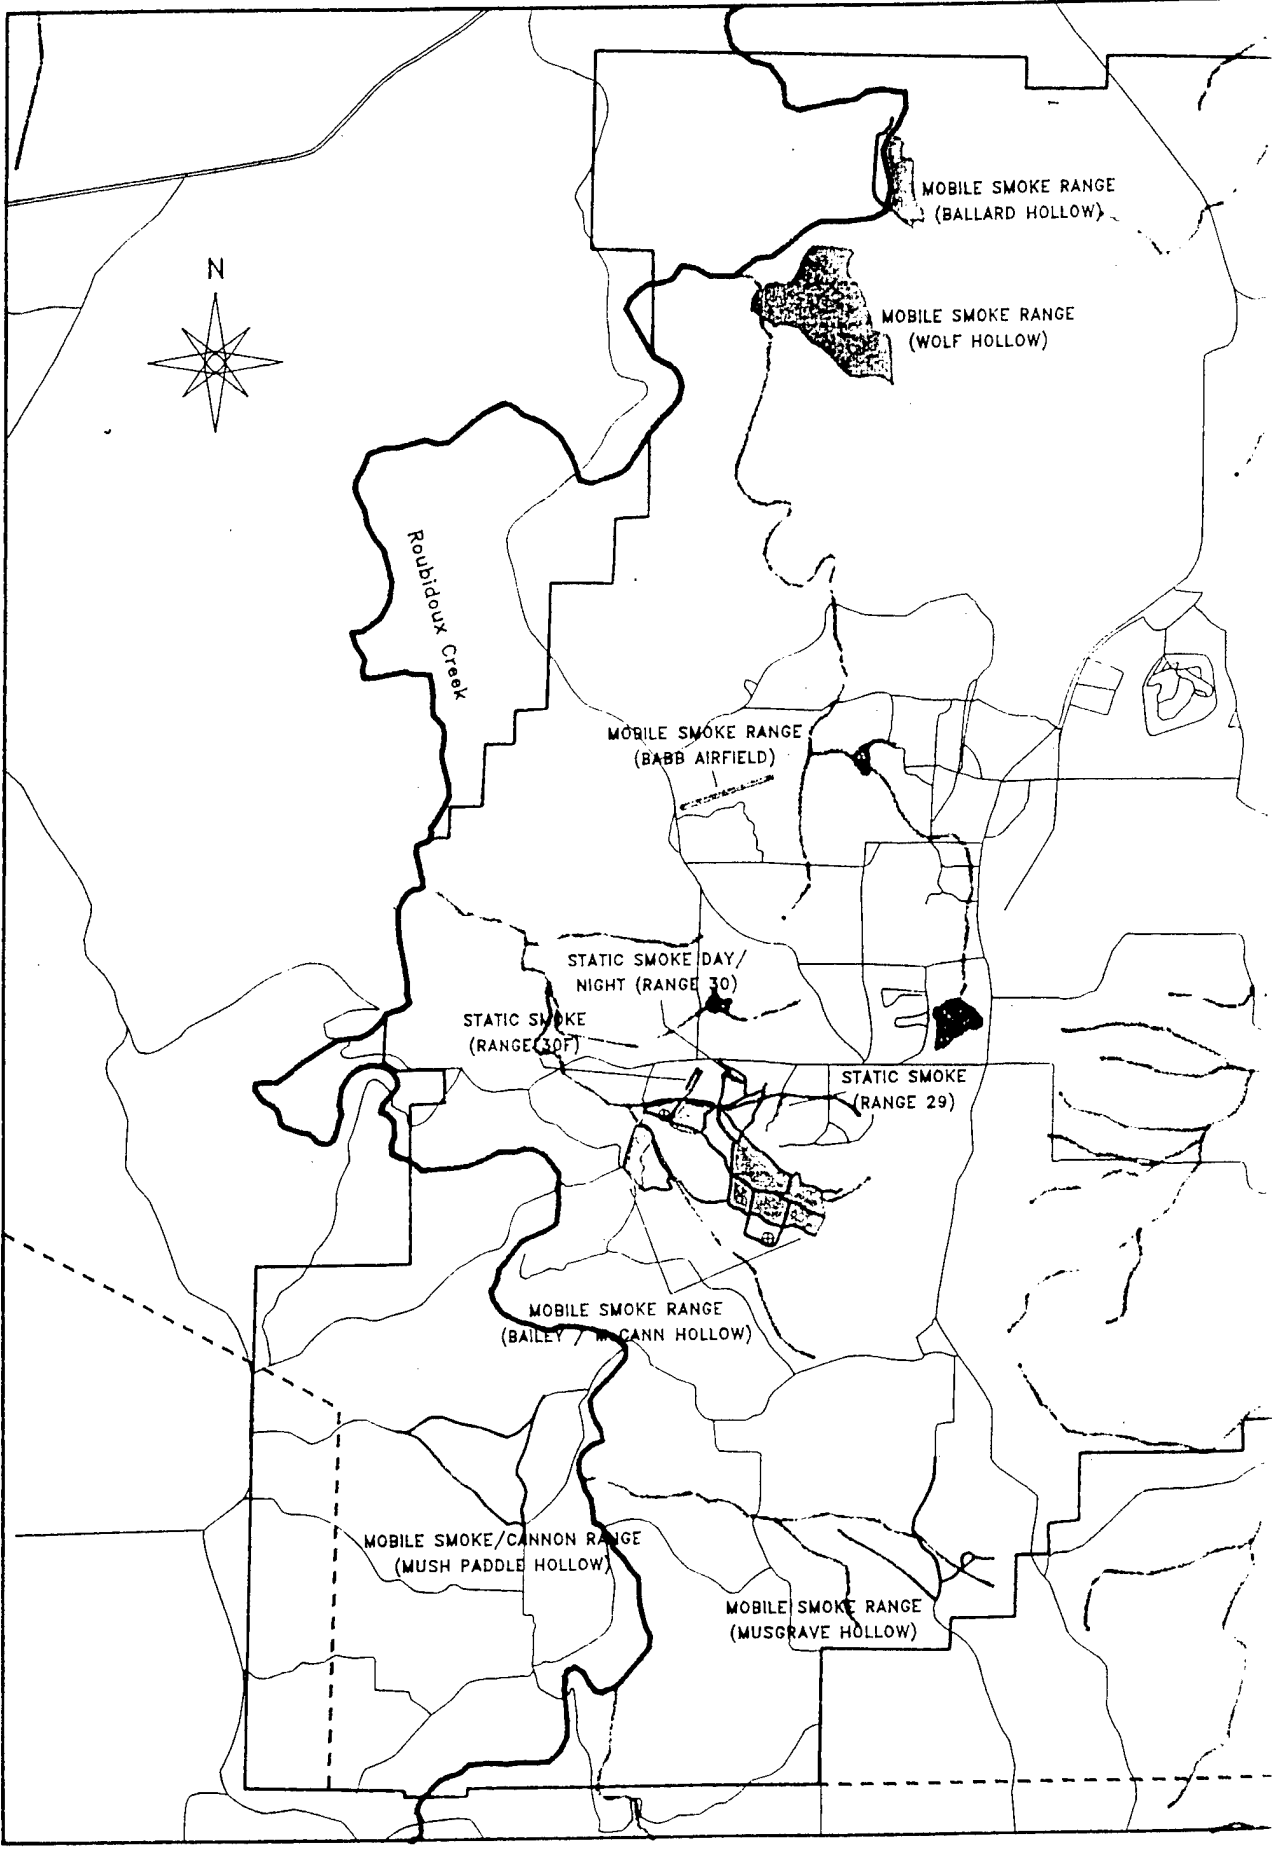 MOBILE SMOKE RANGE
(BALLARD HOLLOW)
N
MOBILE SMOKE RANGE
(WOLF HOLLOW)
Roubidoux Creek
MOBILE SMOKE RANGE
(BABB AIRFIELD)
STATIC SMOKE DAY/
NIGHT (RANGE 30)
STATIC SMOKE
(RANGE 30F)
STATIC SMOKE
(RANGE 29)
MOBILE SMOKE RANGE
(BAILEY / McCANN HOLLOW)
MOBILE SMOKE/CANNON RANGE
(MUSH PADDLE HOLLOW)
MOBILE SMOKE RANGE
(MUSGRAVE HOLLOW)